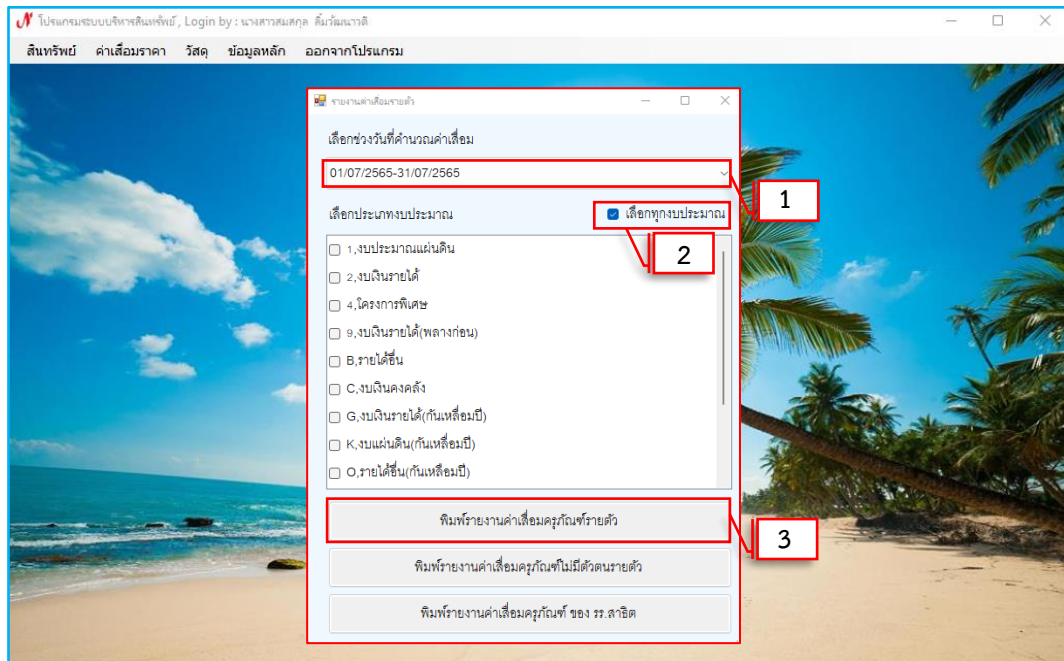 N โปรแกรมระบบบริหารสินทรัพย์ , Login by : นางสาวสมสกุล ลิ้มวัฒนาวดี
สินทรัพย์ ค่าเสื่อมราคา วัสดุ ข้อมูลหลัก ออกจากโปรแกรม
รายงานค่าเสื่อมรายตัว
เลือกช่วงวันที่คำนวณค่าเสื่อม
01/07/2565-31/07/2565
1
เลือกประเภทงบประมาณ เลือกทุกงบประมาณ
2
1,งบประมาณแผ่นดิน
2,งบเงินรายได้
4,โครงการพิเศษ
9,งบเงินรายได้(พลางก่อน)
B,รายได้อื่น
C,งบเงินคงคลัง
G,งบเงินรายได้(กันเหลื่อมปี)
K,งบแผ่นดิน(กันเหลื่อมปี)
O,รายได้อื่น(กันเหลื่อมปี)
พิมพ์รายงานค่าเสื่อมครุภัณฑ์รายตัว
3
พิมพ์รายงานค่าเสื่อมครุภัณฑ์ไม่มีตัวตนรายตัว
พิมพ์รายงานค่าเสื่อมครุภัณฑ์ ของ รร.สาธิต